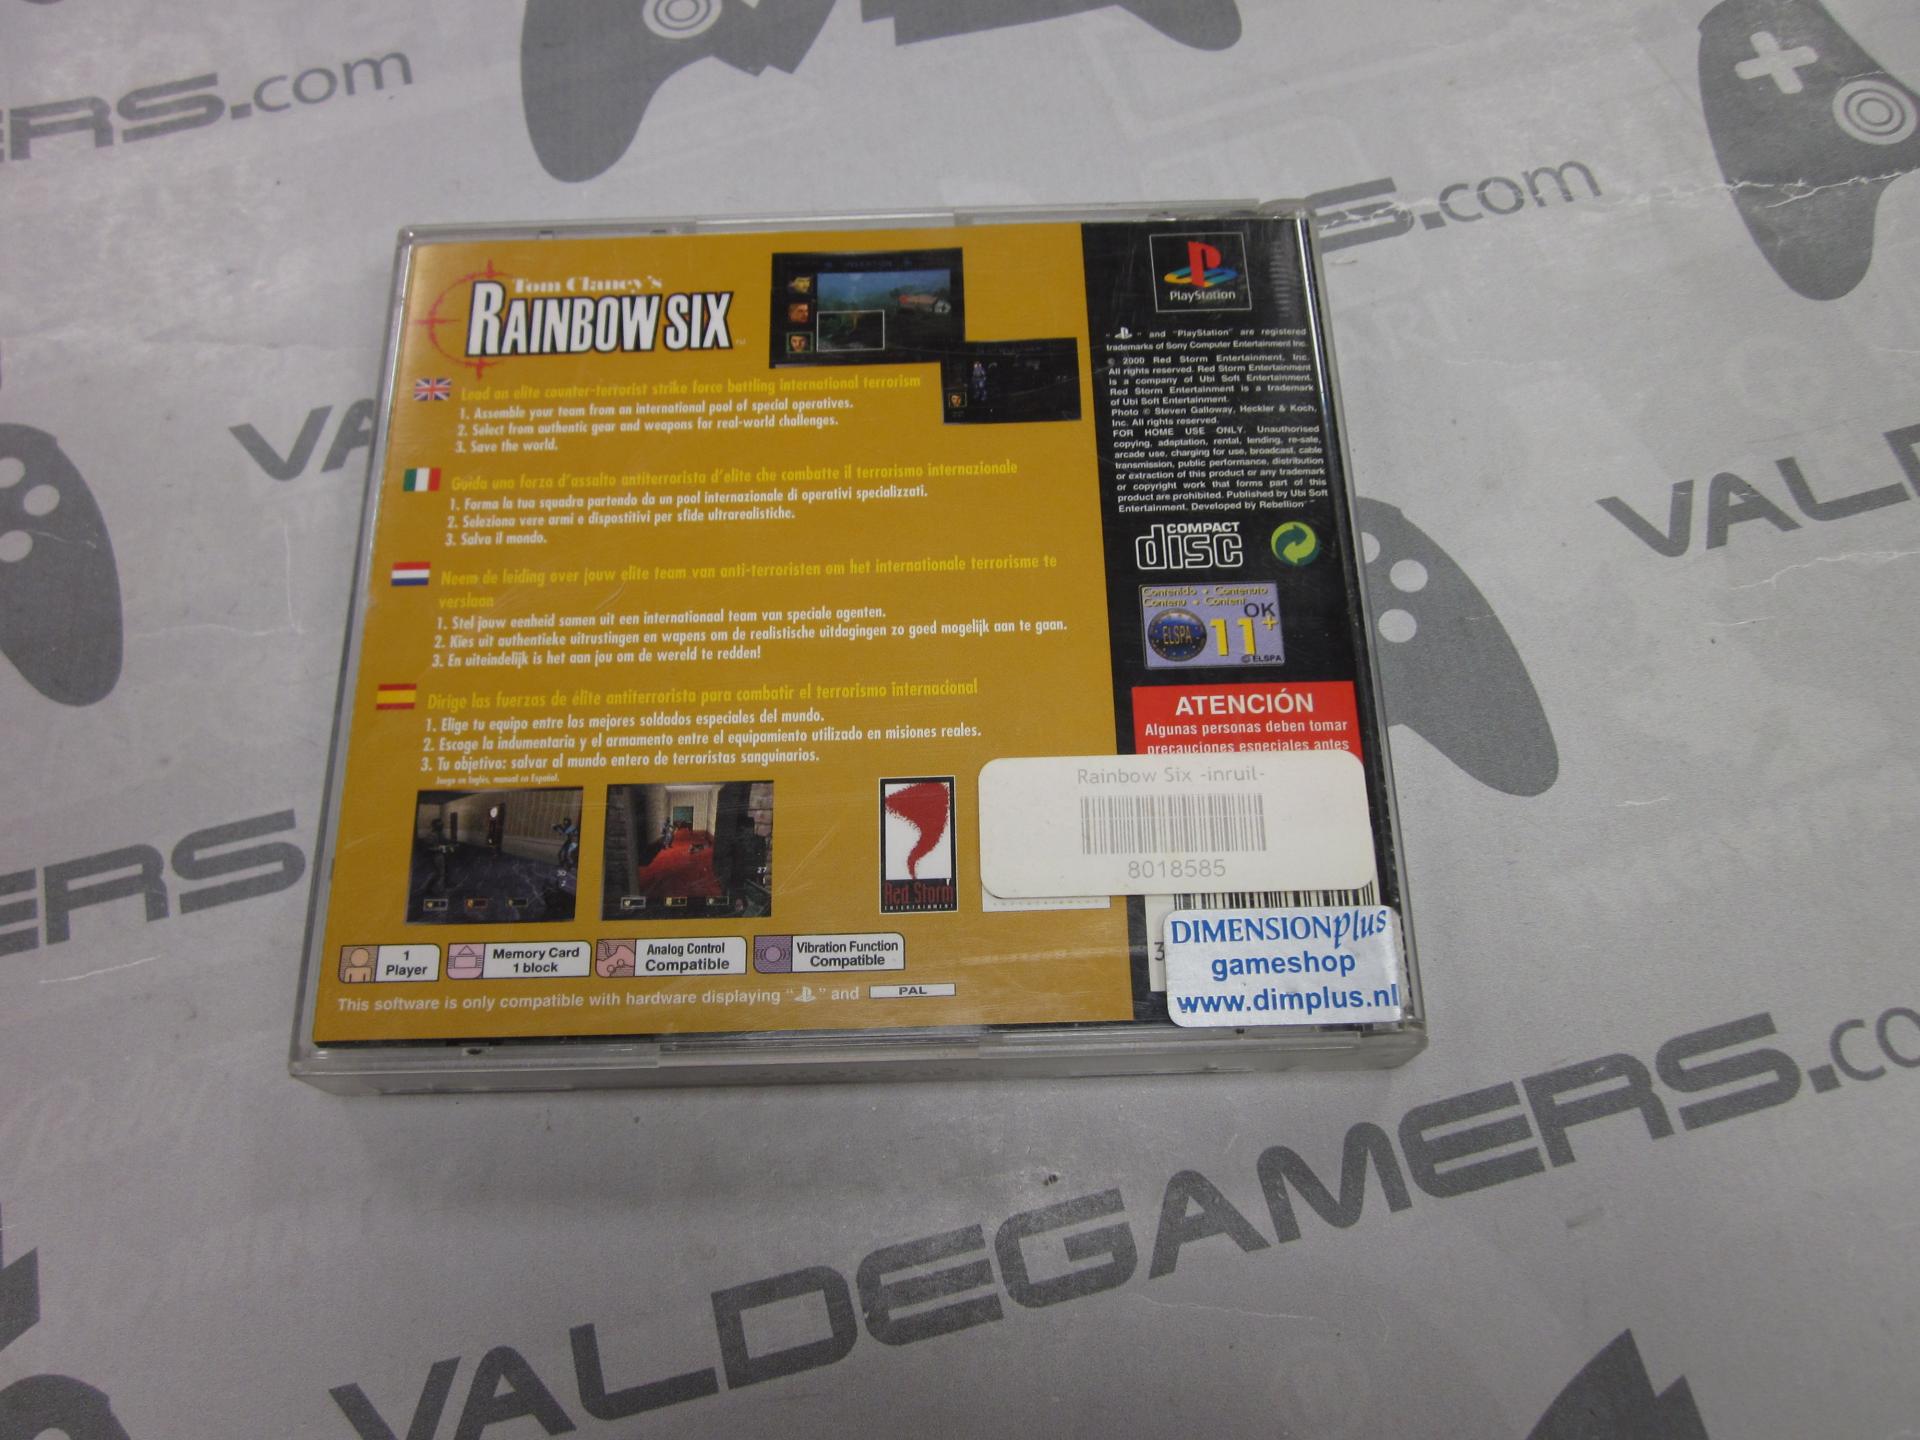 ERS.com
S.com
VA
VALD
ERS
VALDEGAMERS.co
Tom Clancy's
RAINBOW SIX
Lead an elite counter-terrorist strike force battling international terrorism
1. Assemble your team from an international pool of special operatives.
2. Select from authentic gear and weapons for real-world challenges.
3. Save the world.
Guida una forza d'assalto antiterrorista d'elite che combatte il terrorismo internazionale
1. Forma la tua squadra partendo da un pool internazionale di operativi specializzati.
2. Seleziona vere armi e dispostitivi per sfide ultrarealistiche.
3. Salva il mondo.
Neem de leiding over jouw elite team van anti-terroristen om het internationale terrorisme te
verslaan
1. Stel jouw eenheid samen uit een internationaal team van speciale agenten.
2. Kies uit authentieke uitrustingen en wapens om de realistische uitdagingen zo goed mogelijk aan te gaan.
3. En uiteindelijk is het aan jou om de wereld te redden!
Dirige las fuerzas de élite antiterrorista para combatir el terrorismo internacional
1. Elige tu equipo entre los mejores soldados especiales del mundo.
2. Escoge la indumentaria y el armamento entre el equipamiento utilizado en misiones reales.
3. Tu objetivo: salvar al mundo entero de terroristas sanguinarios.
Juego en Inglés, manual en Español.
Red Storm
ENTERTAINMENT
1
Player
Memory Card
1 block
Analog Control
Compatible
Vibration Function
Compatible
This software is only compatible with hardware displaying " " and PAL
PlayStation
" " and "PlayStation" are registered
trademarks of Sony Computer Entertainment Inc.
© 2000 Red Storm Entertainment, Inc.
All rights reserved. Red Storm Entertainment
is a company of Ubi Soft Entertainment.
Red Storm Entertainment is a trademark
of Ubi Soft Entertainment.
Photo © Steven Galloway, Heckler & Koch,
Inc. All rights reserved.
FOR HOME USE ONLY. Unauthorised
copying, adaptation, rental, lending, re-sale,
arcade use, charging for use, broadcast, cable
transmission, public performance, distribution
or extraction of this product or any trademark
or copyright work that forms part of this
product are prohibited. Published by Ubi Soft
Entertainment. Developed by Rebellion™
COMPACT
disc
Contenido • Contenuto
Contenu • Content
OK
ELSPA
11+
© ELSPA
ATENCIÓN
Algunas personas deben tomar
precauciones especiales antes
Rainbow Six -inruil-
8018585
3
DIMENSIONplus
gameshop
www.dimplus.nl